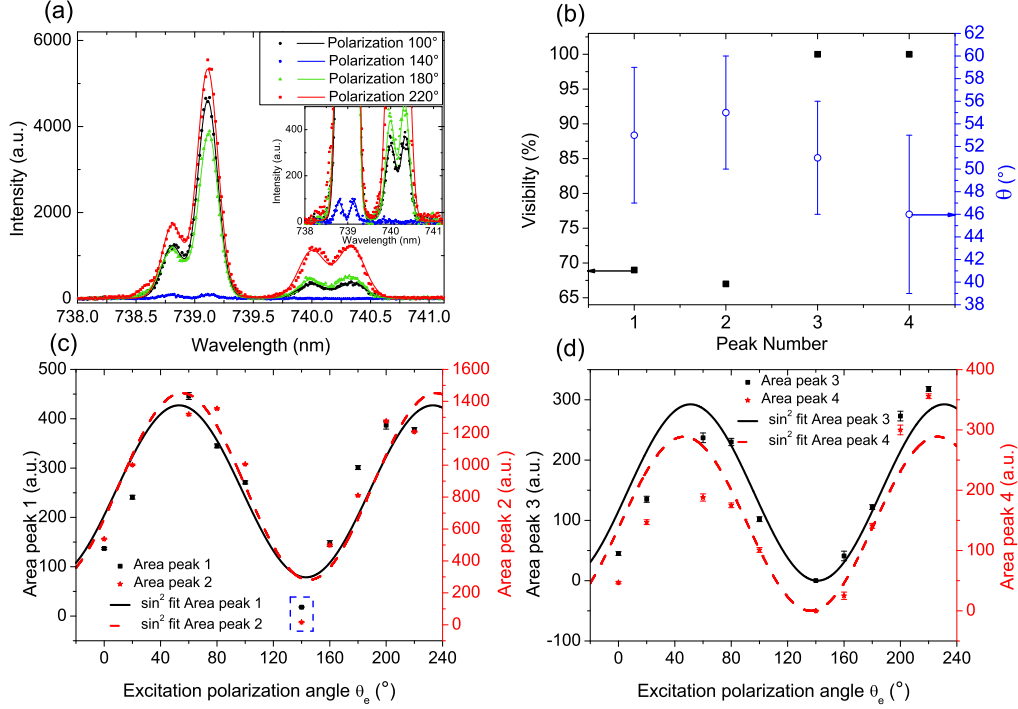 (a)
6000
4000
2000
0
Intensity (a.u.)
Polarization 100°
Polarization 140°
Polarization 180°
Polarization 220°
400
200
0
Intensity (a.u.)
738 739 740 741
Wavelength (nm)
738.0 738.5 739.0 739.5 740.0 740.5 741.0
Wavelength (nm)
(b)
100
95
90
85
80
75
70
65
Visibility (%)
62
60
58
56
54
52
50
48
46
44
42
40
38
θ (°)
1 2 3 4
Peak Number
(c)
500
400
300
200
100
0
Area peak 1 (a.u.)
1600
1400
1200
1000
800
600
400
200
0
Area peak 2 (a.u.)
Area peak 1
Area peak 2
sin² fit Area peak 1
sin² fit Area peak 2
0 40 80 120 160 200 240
Excitation polarization angle θₑ (°)
(d)
300
200
100
0
-100
Area peak 3 (a.u.)
400
350
300
250
200
150
100
50
0
Area peak 4 (a.u.)
Area peak 3
Area peak 4
sin² fit Area peak 3
sin² fit Area peak 4
0 40 80 120 160 200 240
Excitation polarization angle θₑ (°)